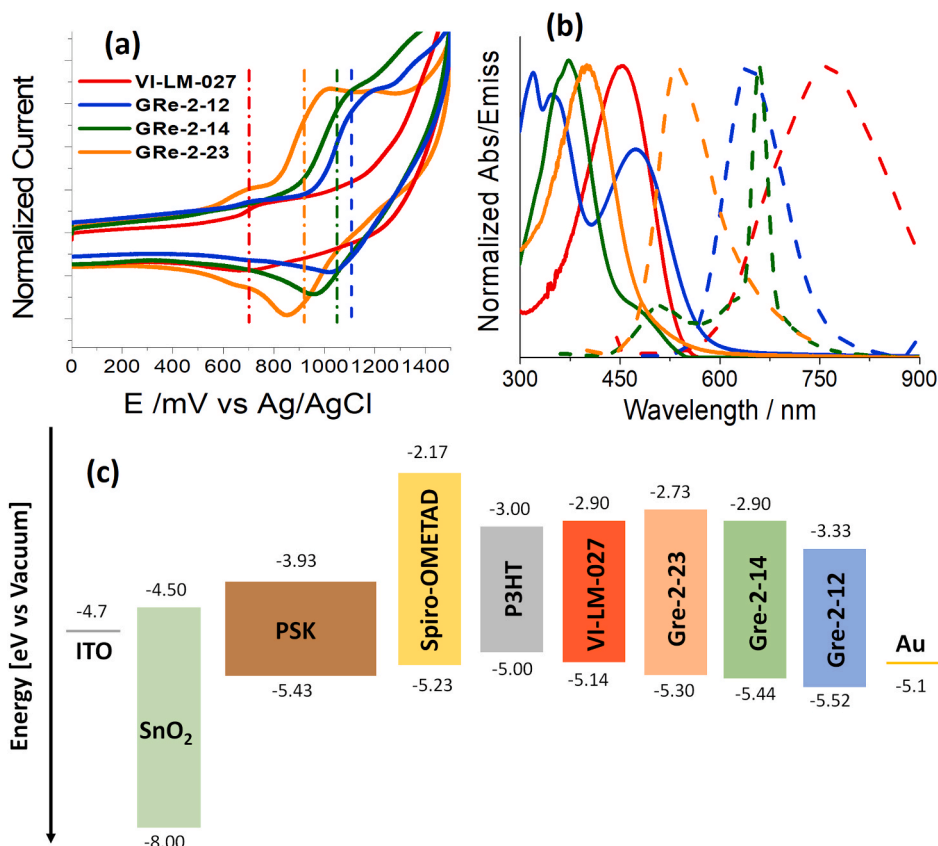 (a)
VI-LM-027
GRe-2-12
GRe-2-14
GRe-2-23
Normalized Current
0 200 400 600 800 1000 1200 1400
E /mV vs Ag/AgCl
(b)
Normalized Abs/Emiss
300 450 600 750 900
Wavelength / nm
(c)
Energy [eV vs Vacuum]
-4.7
ITO
-4.50
SnO₂
-8.00
-3.93
PSK
-5.43
-2.17
Spiro-OMETAD
-5.23
-3.00
P3HT
-5.00
-2.90
VI-LM-027
-5.14
-2.73
Gre-2-23
-5.30
-2.90
Gre-2-14
-5.44
-3.33
Gre-2-12
-5.52
Au
-5.1